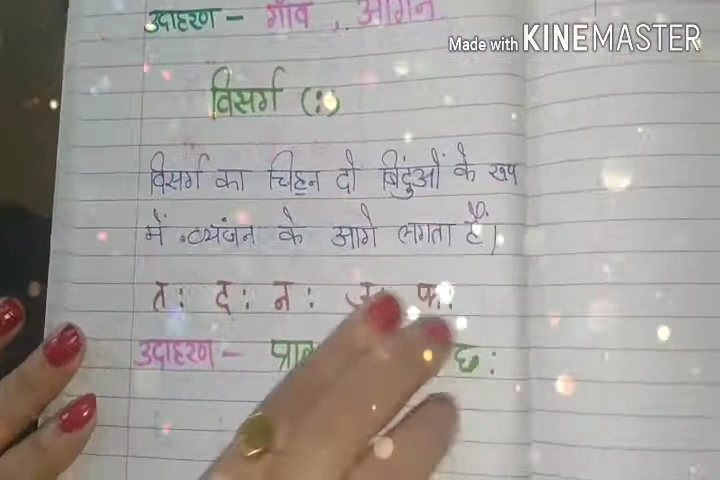 उदाहरण - गाँव , आँगन
Made with KINEMASTER
विसर्ग (:)
विसर्ग का चिह्न दो बिंदुओं के रूप
में व्यंजन के आगे लगता है।
त: द: न:
उदाहरण - छ: